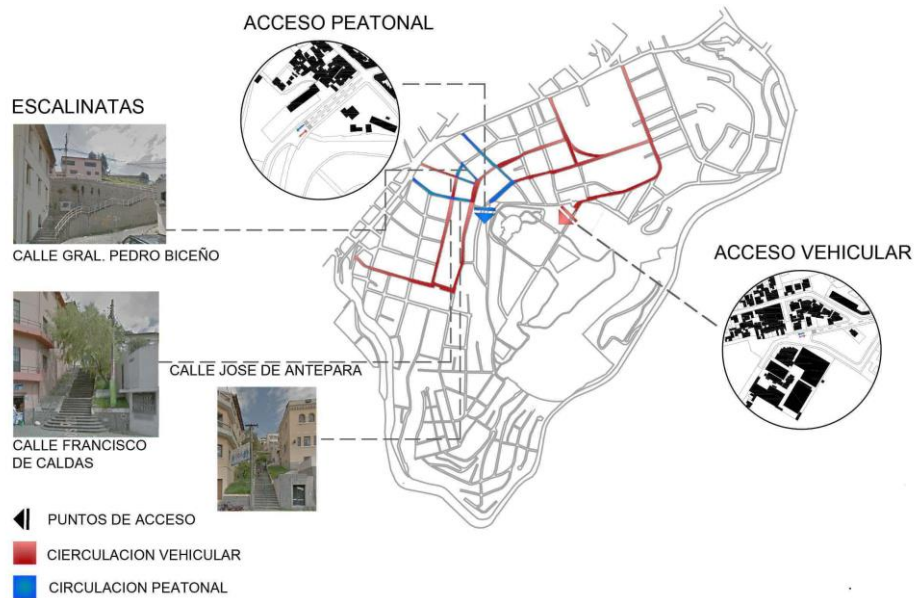 ACCESO PEATONAL
ESCALINATAS
CALLE GRAL. PEDRO BICEÑO
ACCESO VEHICULAR
CALLE JOSE DE ANTEPARA
CALLE FRANCISCO
DE CALDAS
PUNTOS DE ACCESO
CIERCULACION VEHICULAR
CIRCULACION PEATONAL